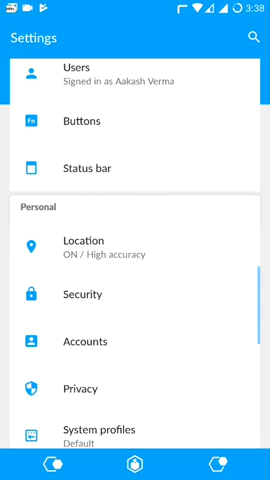 3:38
Settings
Users
Signed in as Aakash Verma
Fn
Buttons
Status bar
Personal
Location
ON / High accuracy
Security
Accounts
Privacy
System profiles
Default